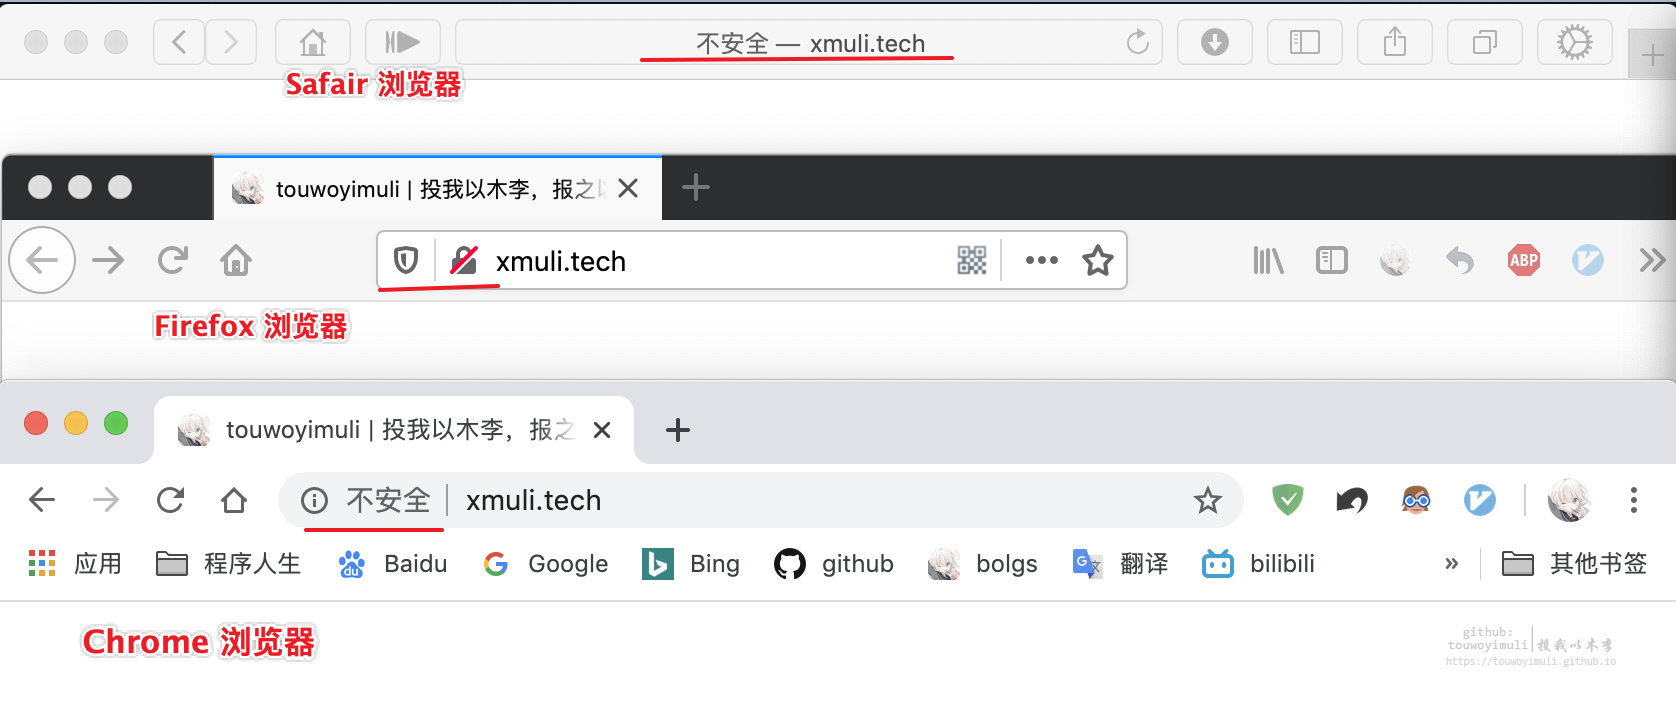 不安全 — xmuli.tech
Safair 浏览器
touwoyimuli | 投我以木李，报之以
xmuli.tech
ABP
Firefox 浏览器
touwoyimuli | 投我以木李，报之
不安全 xmuli.tech
应用 程序人生 Baidu Google Bing github bolgs 翻译 bilibili » 其他书签
Chrome 浏览器
github:
touwoyimuli 投我以木李
https://touwoyimuli.github.io